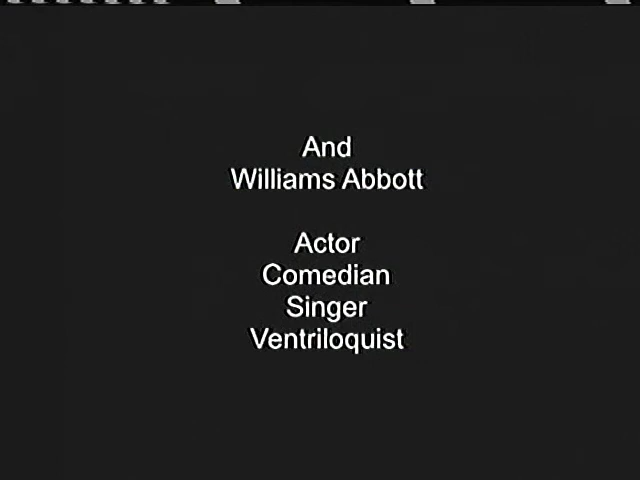 And
Williams Abbott
Actor
Comedian
Singer
Ventriloquist